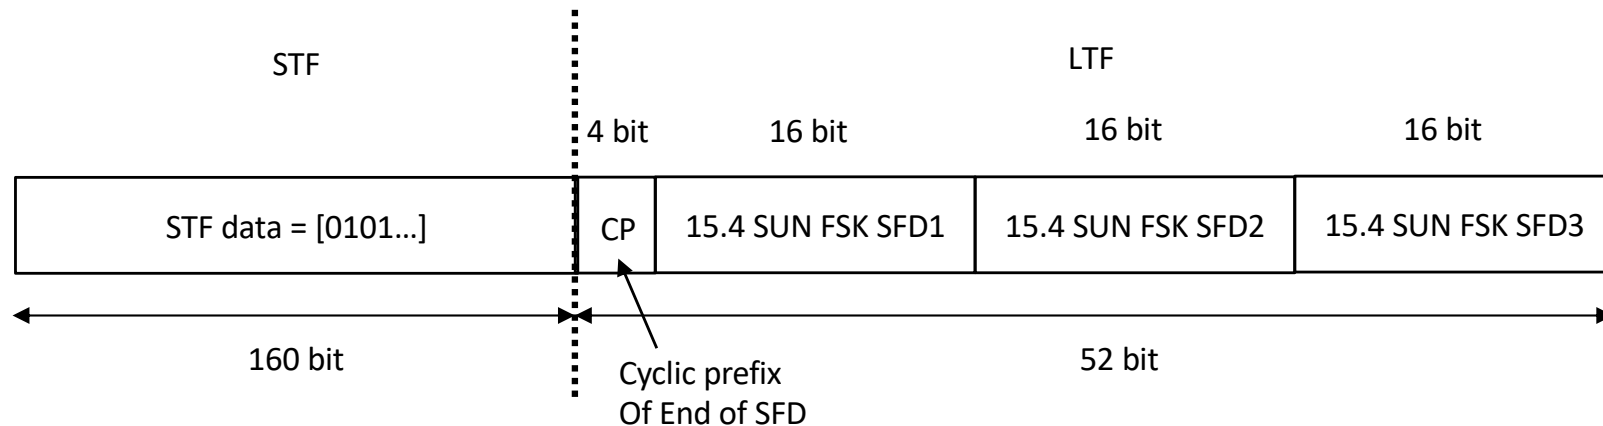 STF
LTF
4 bit
16 bit
16 bit
16 bit
STF data = [0101…]
CP
15.4 SUN FSK SFD1
15.4 SUN FSK SFD2
15.4 SUN FSK SFD3
160 bit
52 bit
Cyclic prefix
Of End of SFD